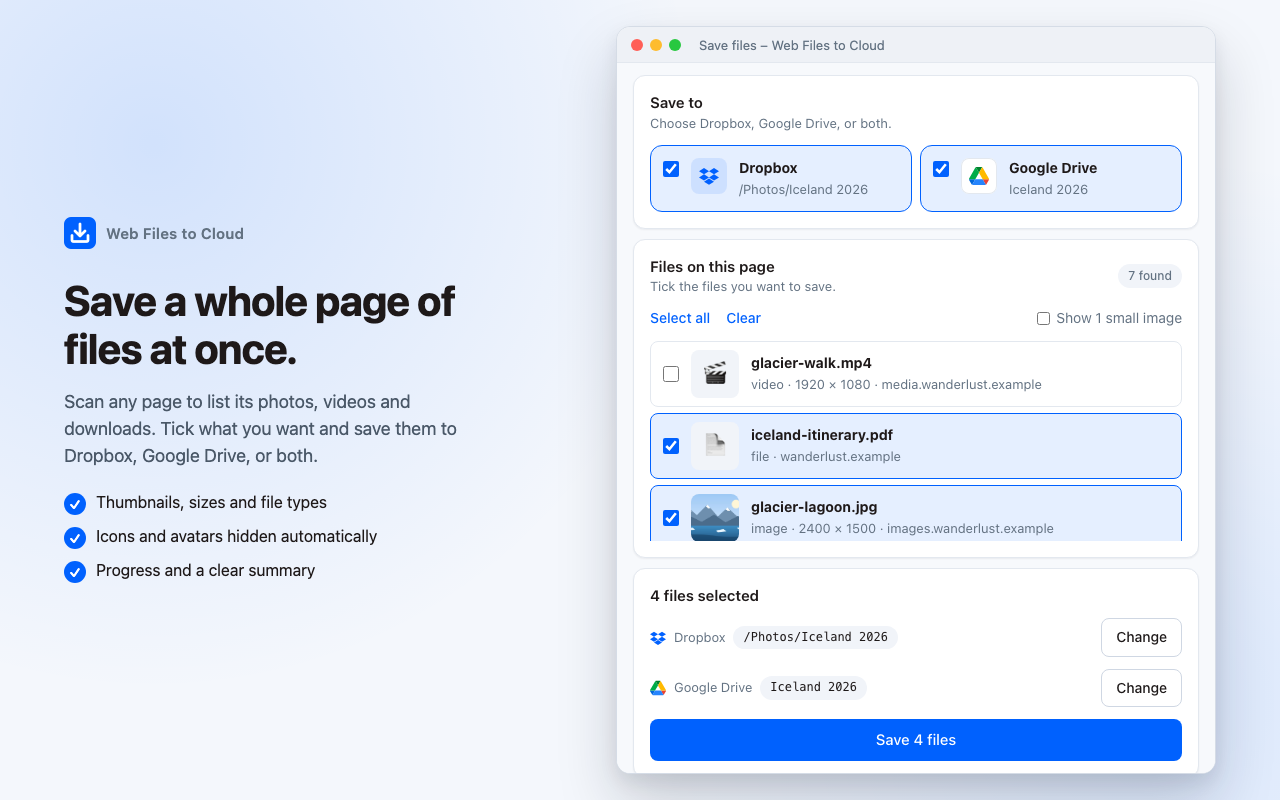 Web Files to Cloud
Save a whole page of
files at once.
Scan any page to list its photos, videos and
downloads. Tick what you want and save them to
Dropbox, Google Drive, or both.
Thumbnails, sizes and file types
Icons and avatars hidden automatically
Progress and a clear summary
Save files – Web Files to Cloud
Save to
Choose Dropbox, Google Drive, or both.
Dropbox
/Photos/Iceland 2026
Google Drive
Iceland 2026
Files on this page
Tick the files you want to save.
7 found
Select all Clear
Show 1 small image
glacier-walk.mp4
video · 1920 × 1080 · media.wanderlust.example
iceland-itinerary.pdf
file · wanderlust.example
glacier-lagoon.jpg
image · 2400 × 1500 · images.wanderlust.example
4 files selected
Dropbox /Photos/Iceland 2026 Change
Google Drive Iceland 2026 Change
Save 4 files